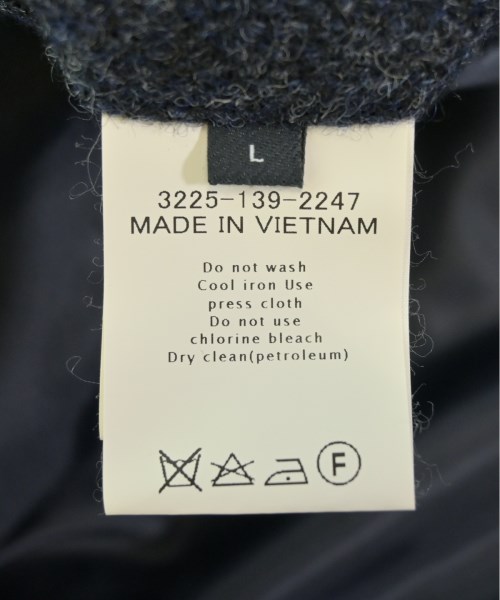 L
3225-139-2247
MADE IN VIETNAM
Do not wash
Cool iron Use
press cloth
Do not use
chlorine bleach
Dry clean(petroleum)
F